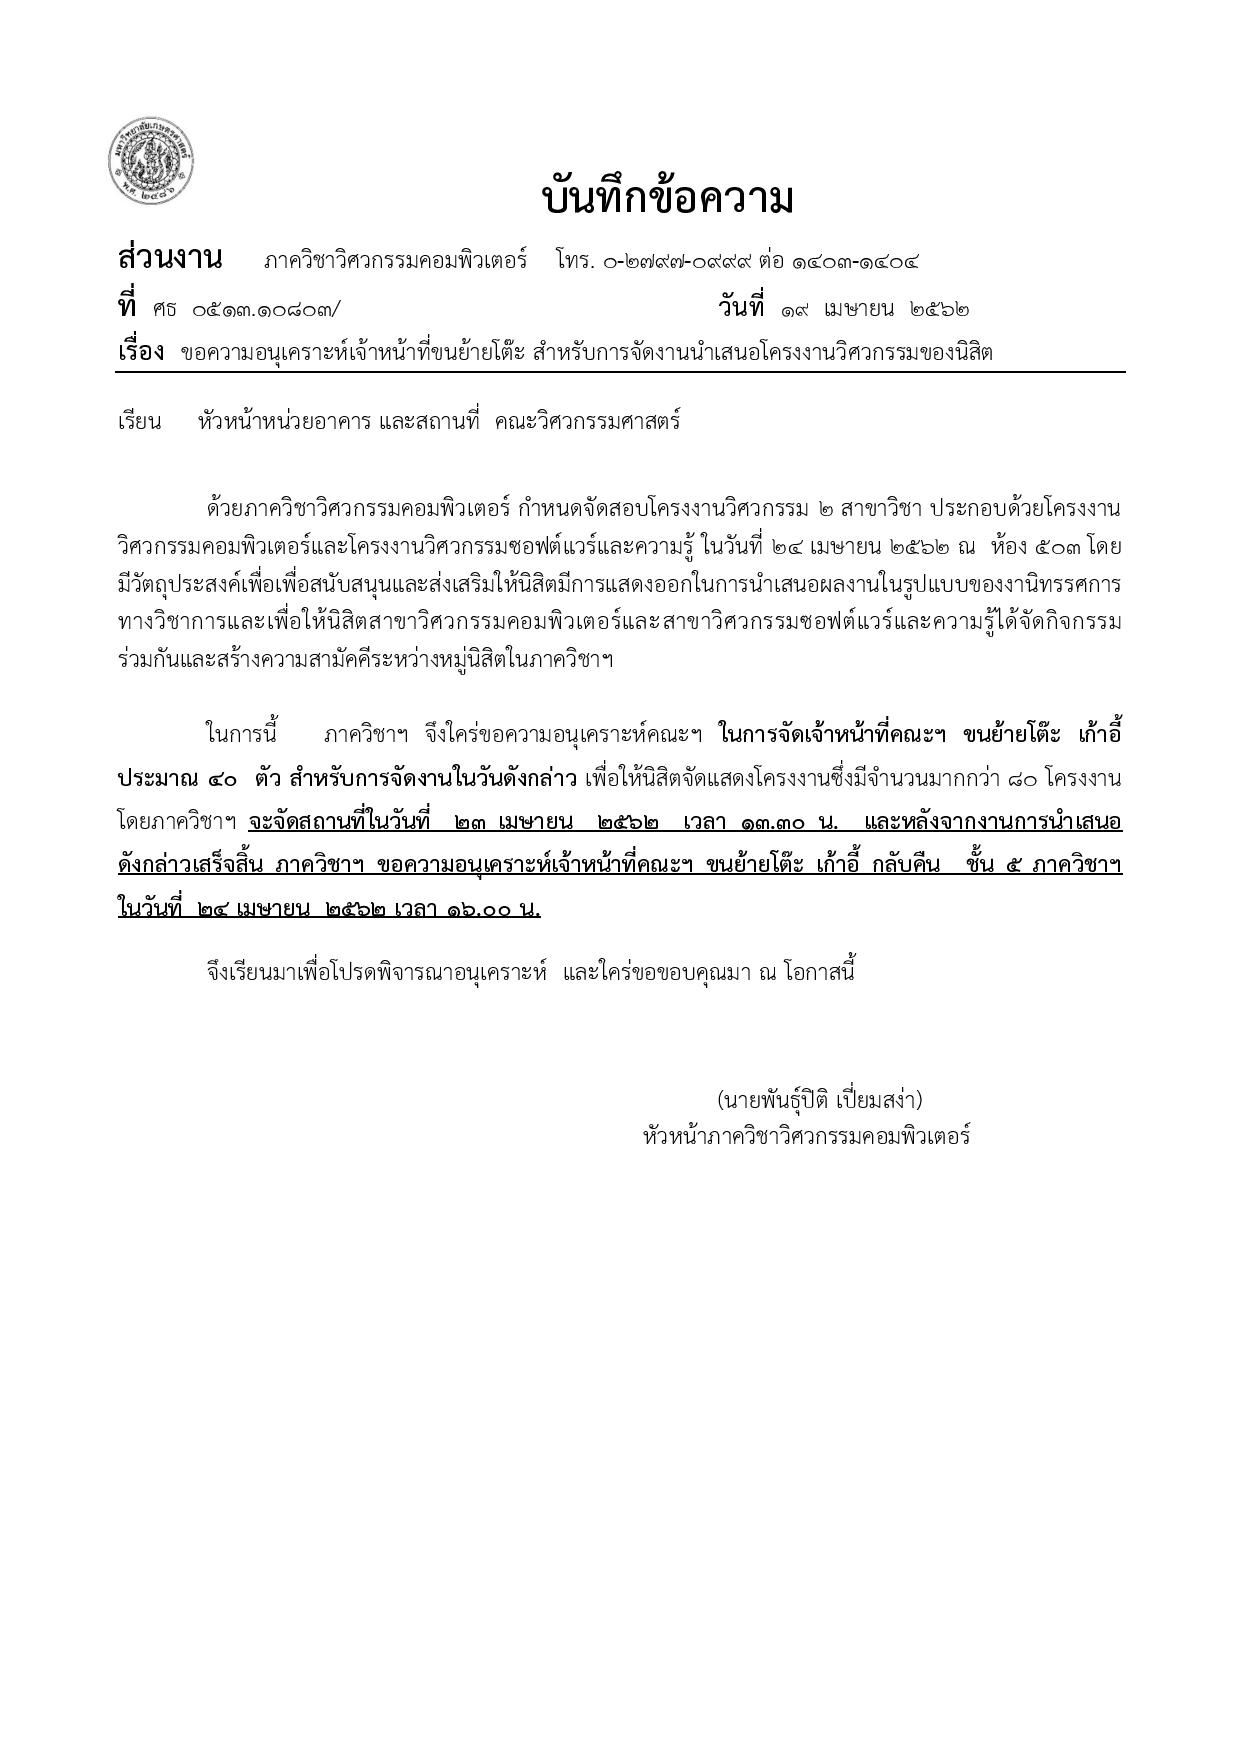 มหาวิทยาลัยเกษตรศาสตร์
พ.ศ. ๒๔๘๖
บันทึกข้อความ
ส่วนงาน ภาควิชาวิศวกรรมคอมพิวเตอร์ โทร. ๐-๒๗๙๗-๐๙๙๙ ต่อ ๑๔๐๓-๑๔๐๔
ที่ ศธ ๐๕๑๓.๑๐๘๐๓/ วันที่ ๑๙ เมษายน ๒๕๖๒
เรื่อง ขอความอนุเคราะห์เจ้าหน้าที่ขนย้ายโต๊ะ สำหรับการจัดงานนำเสนอโครงงานวิศวกรรมของนิสิต
เรียน หัวหน้าหน่วยอาคาร และสถานที่ คณะวิศวกรรมศาสตร์
ด้วยภาควิชาวิศวกรรมคอมพิวเตอร์ กำหนดจัดสอบโครงงานวิศวกรรม ๒ สาขาวิชา ประกอบด้วยโครงงาน
วิศวกรรมคอมพิวเตอร์และโครงงานวิศวกรรมซอฟต์แวร์และความรู้ ในวันที่ ๒๔ เมษายน ๒๕๖๒ ณ ห้อง ๕๐๓ โดย
มีวัตถุประสงค์เพื่อเพื่อสนับสนุนและส่งเสริมให้นิสิตมีการแสดงออกในการนำเสนอผลงานในรูปแบบของงานิทรรศการ
ทางวิชาการและเพื่อให้นิสิตสาขาวิศวกรรมคอมพิวเตอร์และสาขาวิศวกรรมซอฟต์แวร์และความรู้ได้จัดกิจกรรม
ร่วมกันและสร้างความสามัคคีระหว่างหมู่นิสิตในภาควิชาฯ
ในการนี้ ภาควิชาฯ จึงใคร่ขอความอนุเคราะห์คณะฯ ในการจัดเจ้าหน้าที่คณะฯ ขนย้ายโต๊ะ เก้าอี้
ประมาณ ๔๐ ตัว สำหรับการจัดงานในวันดังกล่าว เพื่อให้นิสิตจัดแสดงโครงงานซึ่งมีจำนวนมากกว่า ๘๐ โครงงาน
โดยภาควิชาฯ จะจัดสถานที่ในวันที่ ๒๓ เมษายน ๒๕๖๒ เวลา ๑๓.๓๐ น. และหลังจากงานการนำเสนอ
ดังกล่าวเสร็จสิ้น ภาควิชาฯ ขอความอนุเคราะห์เจ้าหน้าที่คณะฯ ขนย้ายโต๊ะ เก้าอี้ กลับคืน ชั้น ๕ ภาควิชาฯ
ในวันที่ ๒๔ เมษายน ๒๕๖๒ เวลา ๑๖.๐๐ น.
จึงเรียนมาเพื่อโปรดพิจารณาอนุเคราะห์ และใคร่ขอขอบคุณมา ณ โอกาสนี้
(นายพันธุ์ปิติ เปี่ยมสง่า)
หัวหน้าภาควิชาวิศวกรรมคอมพิวเตอร์